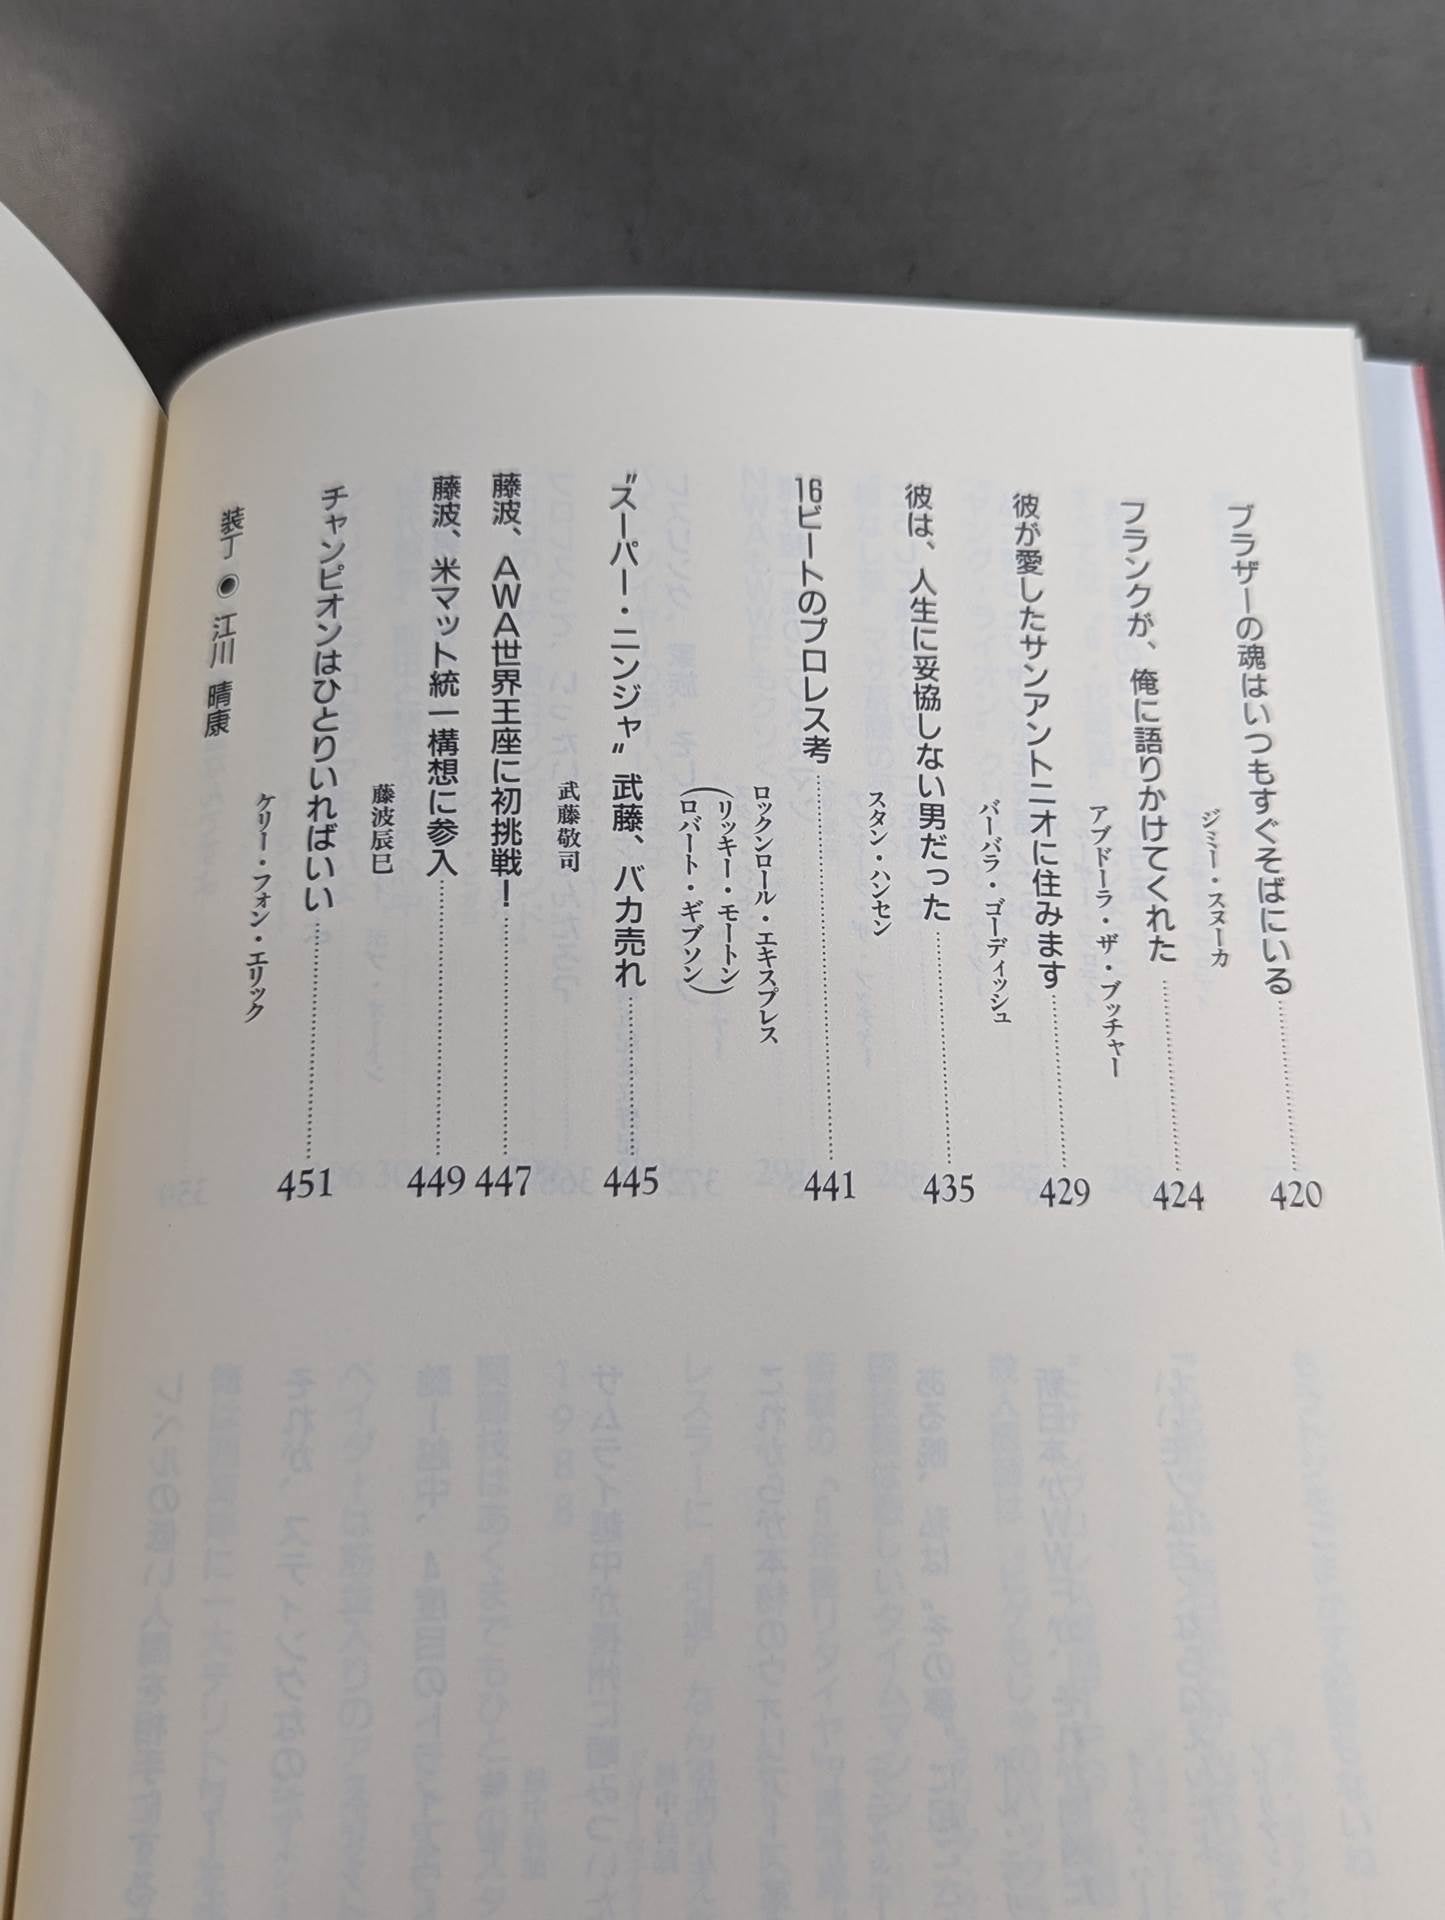 ブラザーの魂はいつもすぐそばにいる…………420
ジミー・スヌーカ
フランクが、俺に語りかけてくれた…………424
アブドーラ・ザ・ブッチャー
彼が愛したサンアントニオに住みます…………429
バーバラ・ゴーディッシュ
彼は、人生に妥協しない男だった…………435
スタン・ハンセン
16ビートのプロレス考…………441
ロックンロール・エキスプレス
(リッキー・モートン
ロバート・ギブソン)
〝スーパー・ニンジャ〟武藤、バカ売れ…………445
武藤敬司
藤波、AWA世界王座に初挑戦!…………447
藤波、米マット統一構想に参入…………449
藤波辰巳
チャンピオンはひとりいればいい…………451
ケリー・フォン・エリック
装丁◉江川 晴康